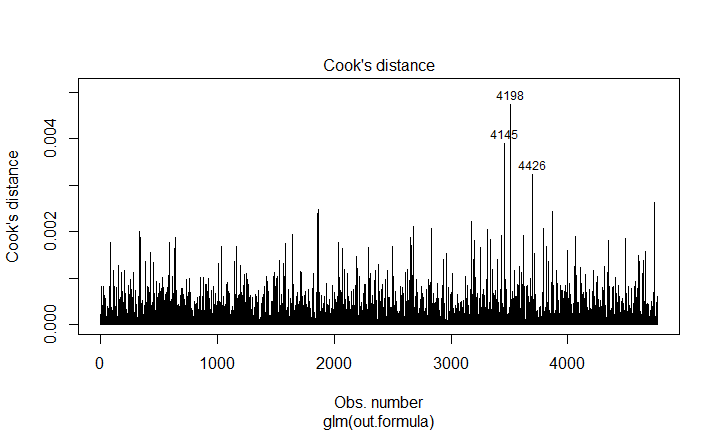 Cook's distance
Cook's distance
0.004
0.002
0.000
4198
4145
4426
0
1000
2000
3000
4000
Obs. number
glm(out.formula)